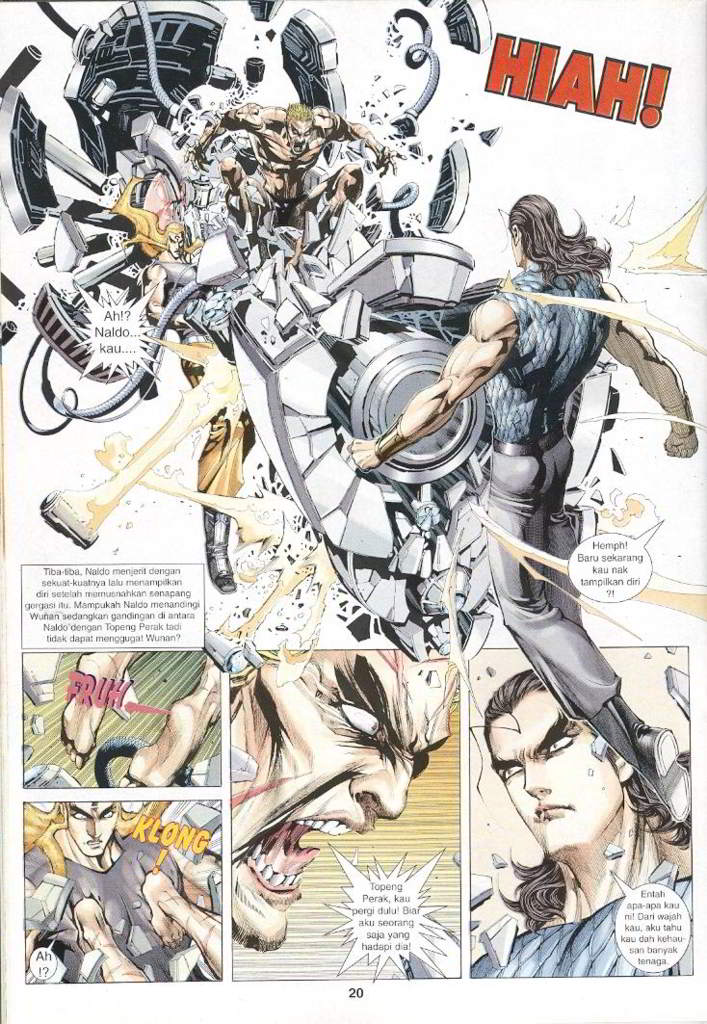 HIAH!
Ah!?
Naldo...
kau....
Hemph!
Baru sekarang
kau nak
tampilkan diri
?!
Tiba-tiba, Naldo menjerit dengan
sekuat-kuatnya lalu menampilkan
diri setelah memusnahkan senapang
gergasi itu. Mampukah Naldo menandingi
Wunan sedangkan gandingan di antara
Naldo dengan Topeng Perak tadi
tidak dapat menggugat Wunan?
FRUH
KLONG
!
Ah
!?
Topeng
Perak, kau
pergi dulu! Biar
aku seorang
saja yang
hadapi dia!
Entah
apa-apa kau
ni! Dari wajah
kau, aku tahu
kau dah kehau-
san banyak
tenaga.
20